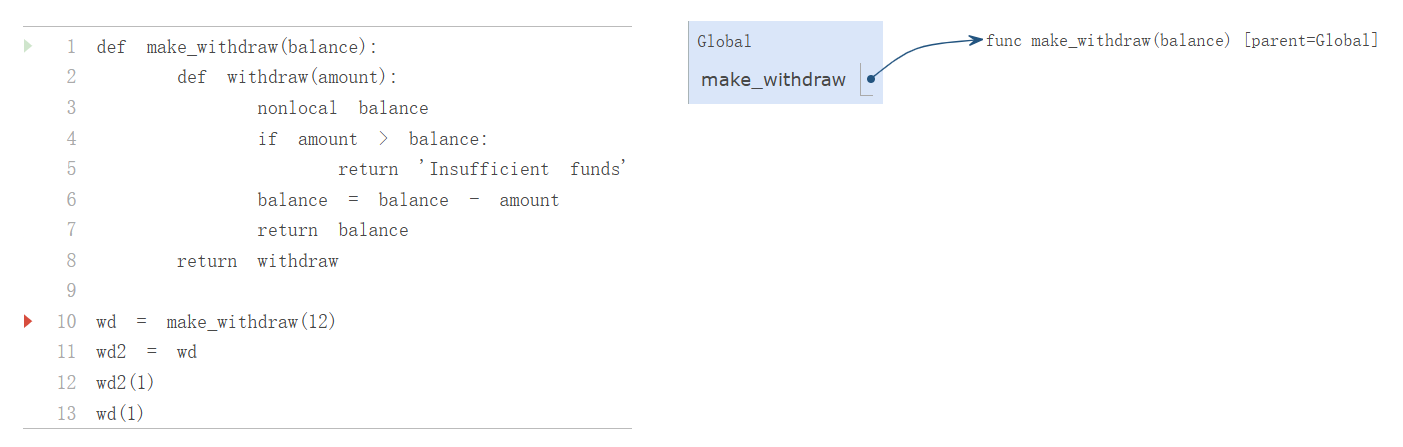 1 def make_withdraw(balance):
2 def withdraw(amount):
3 nonlocal balance
4 if amount > balance:
5 return 'Insufficient funds'
6 balance = balance - amount
7 return balance
8 return withdraw
9
10 wd = make_withdraw(12)
11 wd2 = wd
12 wd2(1)
13 wd(1)
Global
make_withdraw
func make_withdraw(balance) [parent=Global]